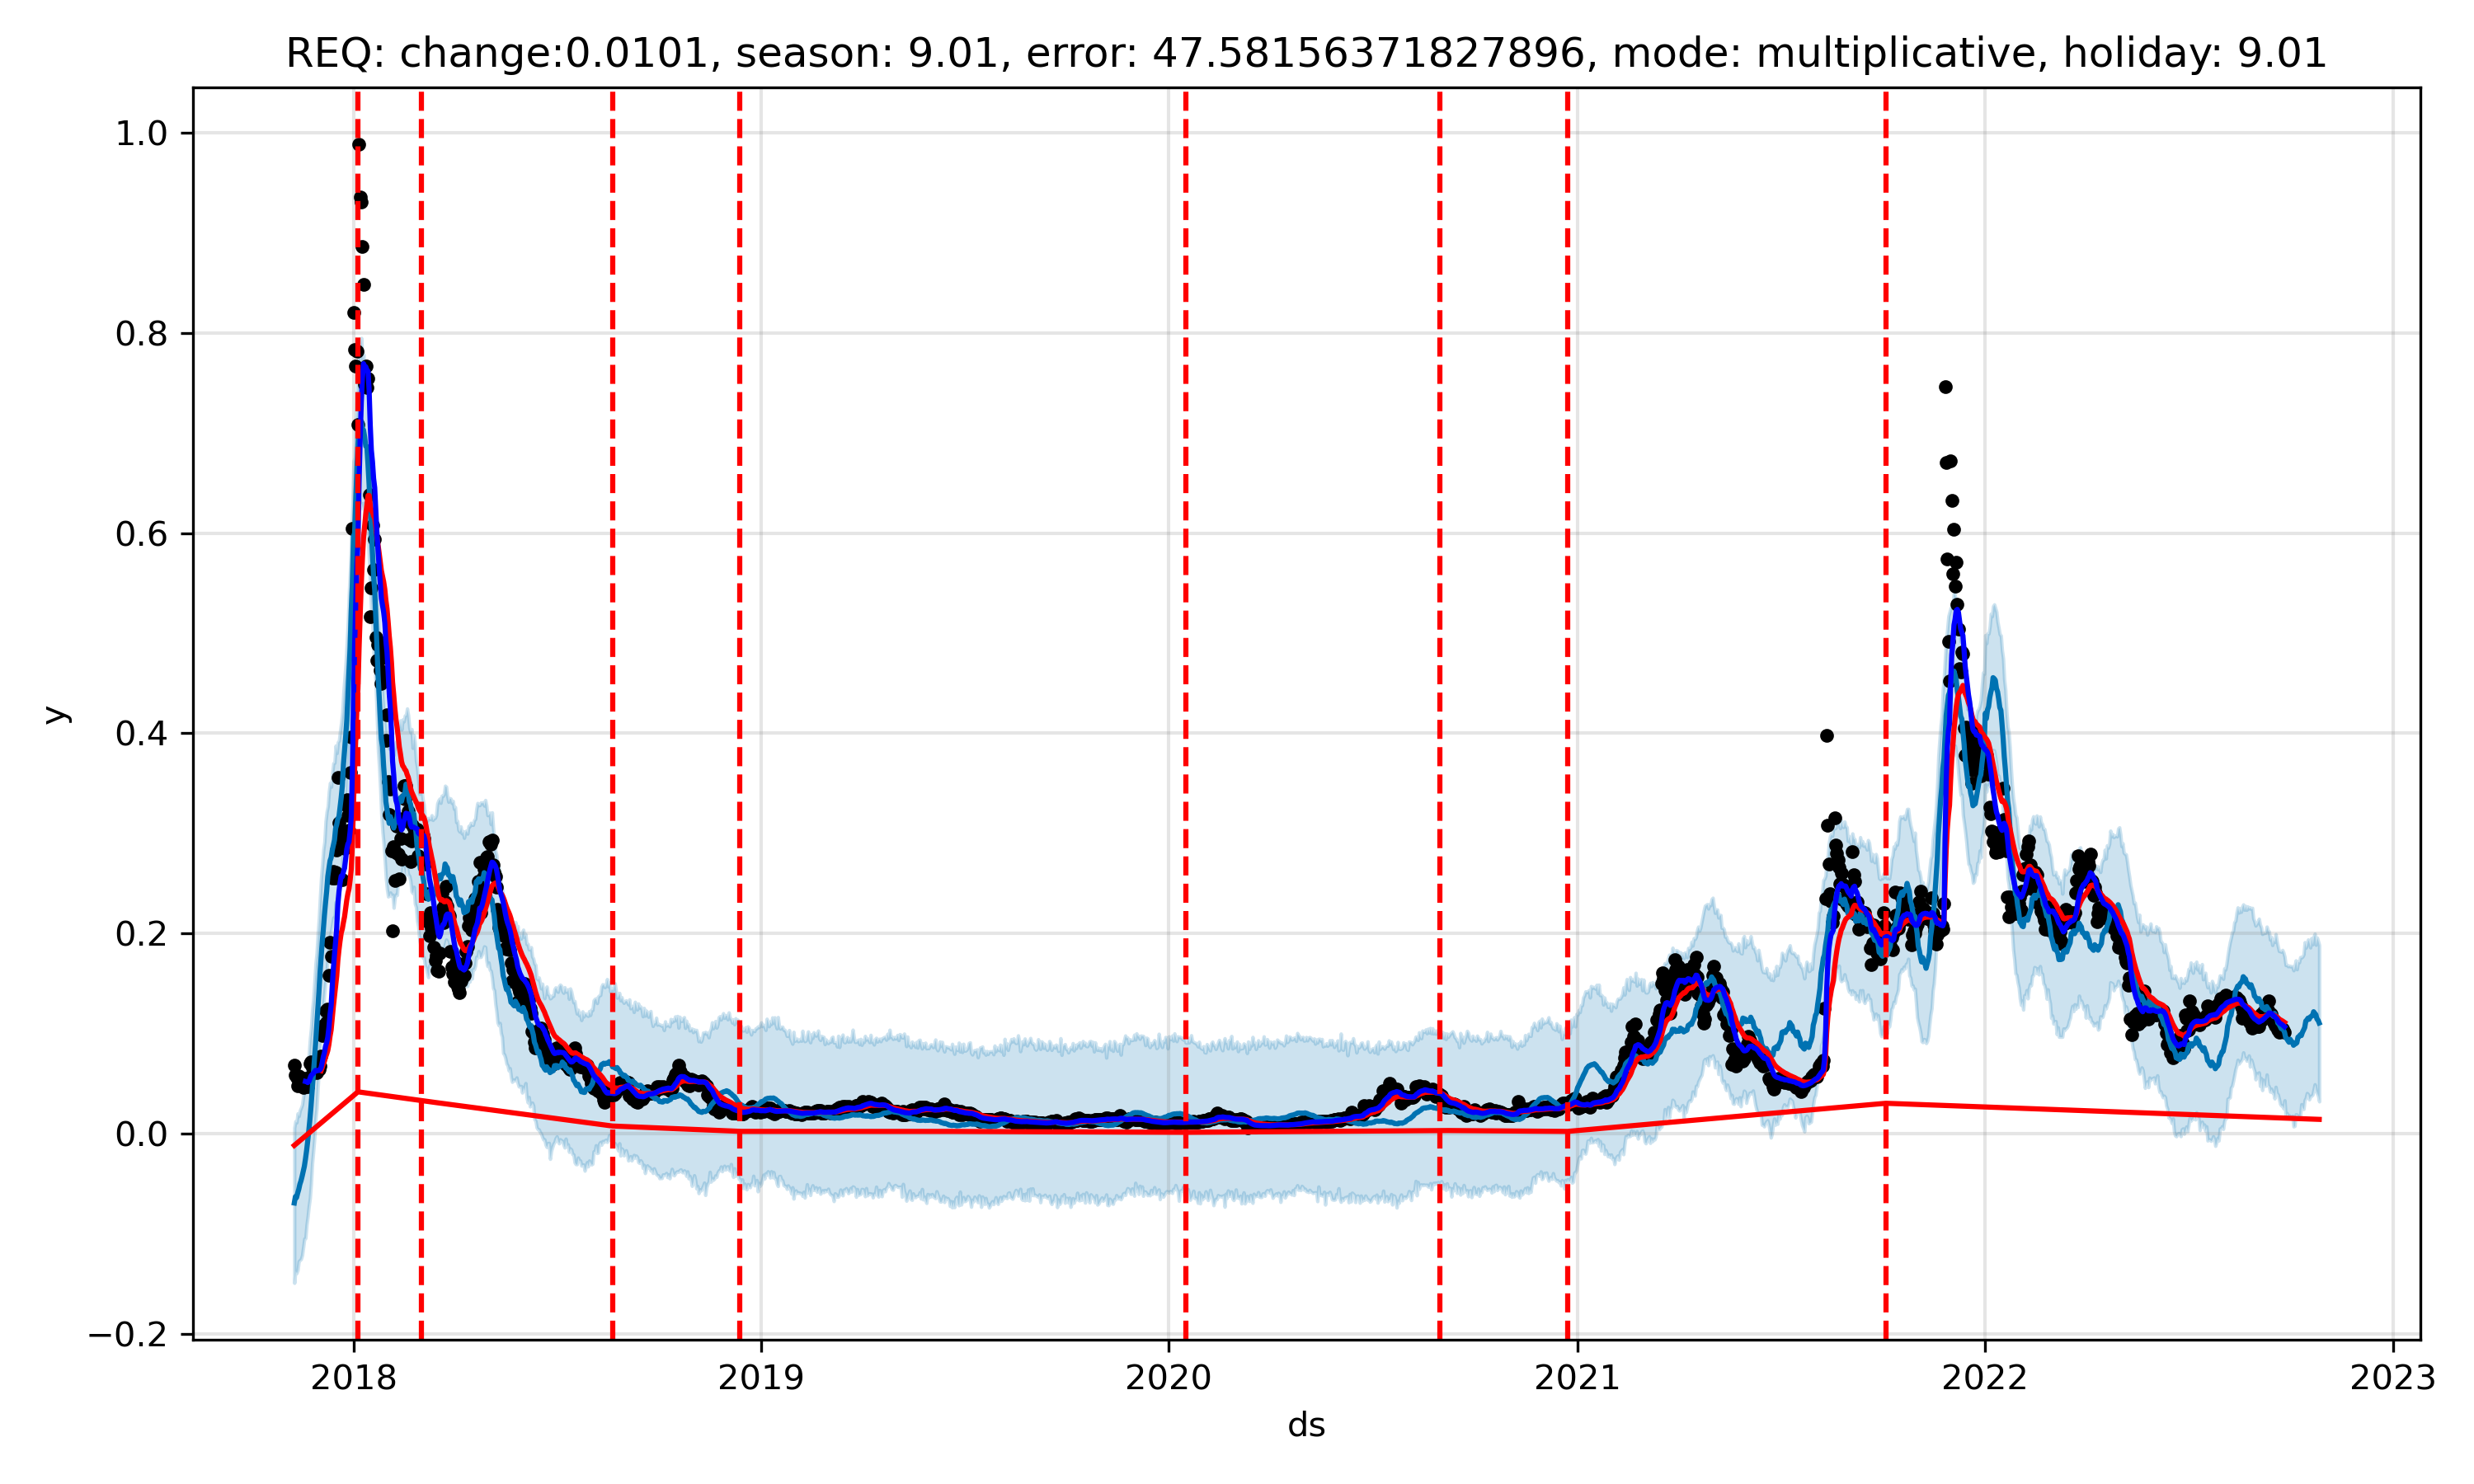 REQ: change:0.0101, season: 9.01, error: 47.58156371827896, mode: multiplicative, holiday: 9.01
1.0
0.8
0.6
0.4
0.2
0.0
−0.2
y
2018 2019 2020 2021 2022 2023
ds